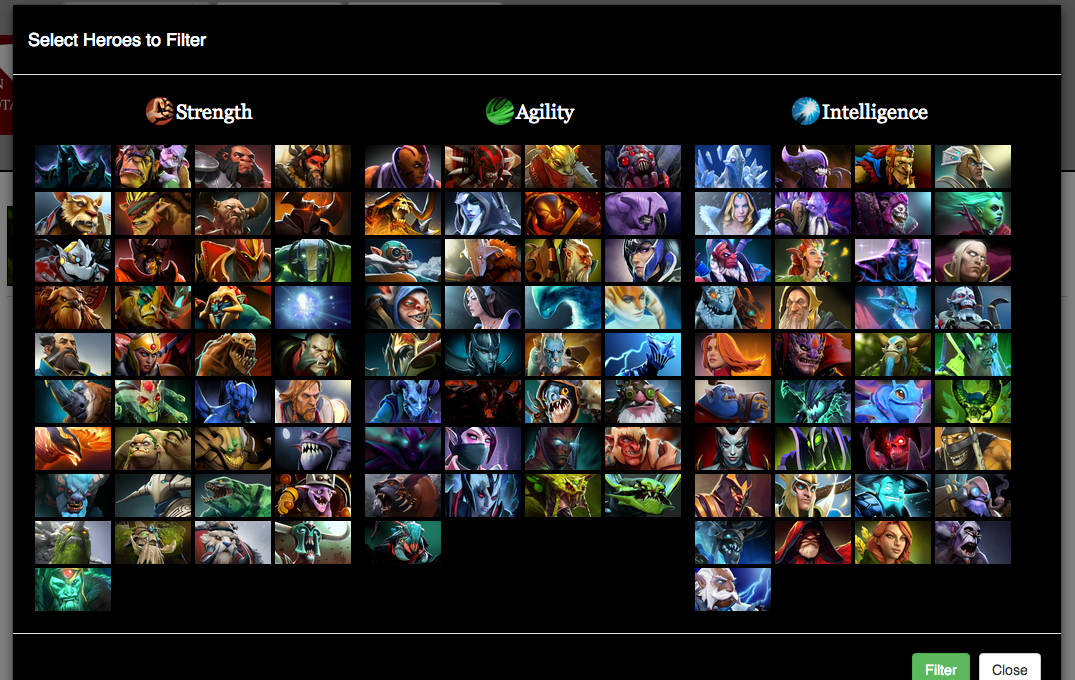 Select Heroes to Filter
Strength
Agility
Intelligence
Filter
Close